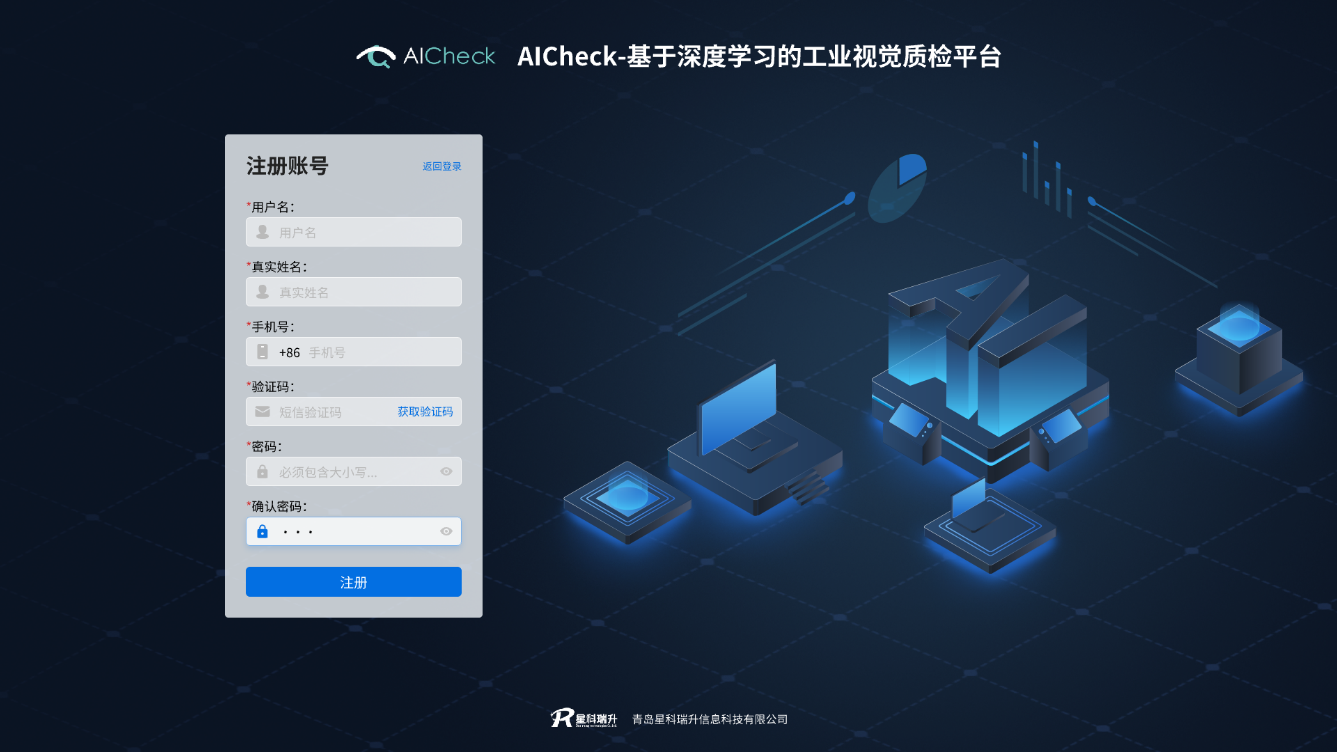 AICheck
AICheck-基于深度学习的工业视觉质检平台
注册账号
返回登录
*用户名:
用户名
*真实姓名:
真实姓名
*手机号:
+86 手机号
*验证码:
短信验证码 获取验证码
*密码:
必须包含大小写...
*确认密码:
• • •
注册
星科瑞升
青岛星科瑞升信息科技有限公司